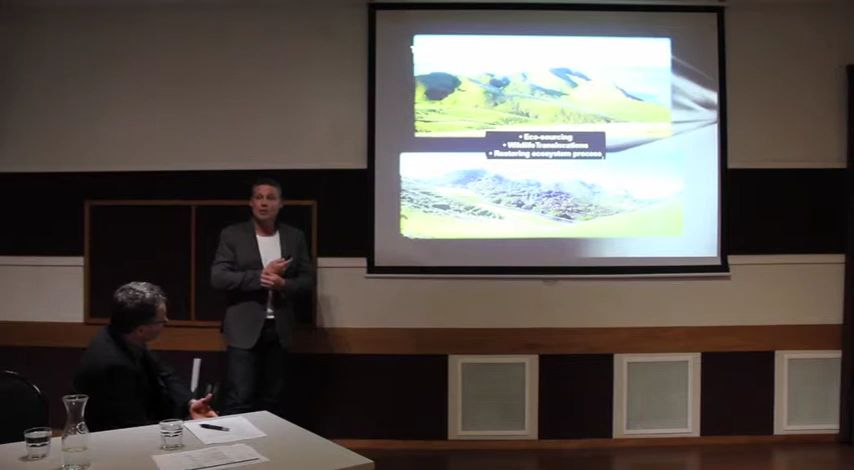 • Eco-sourcing
• Wildlife Translocations
• Restoring ecosystem process